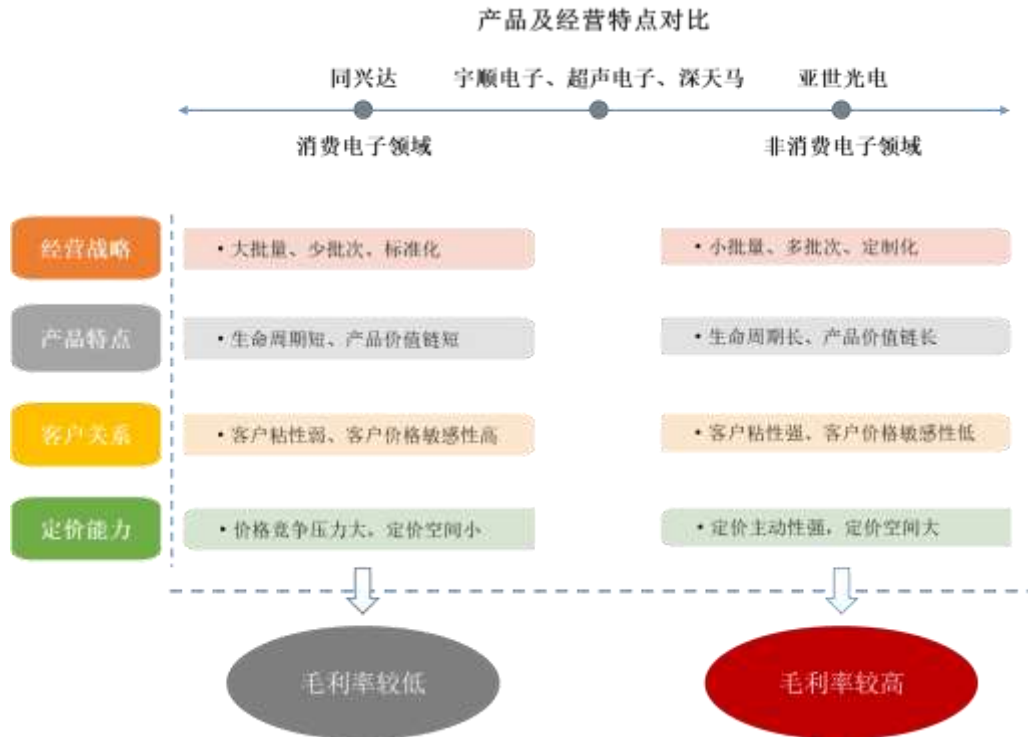 产品及经营特点对比
同兴达 宇顺电子、超声电子、深天马 亚世光电
消费电子领域 非消费电子领域
经营战略 •大批量、少批次、标准化 •小批量、多批次、定制化
产品特点 •生命周期短、产品价值链短 •生命周期长、产品价值链长
客户关系 •客户粘性弱、客户价格敏感性高 •客户粘性强、客户价格敏感性低
定价能力 •价格竞争压力大，定价空间小 •定价主动性强，定价空间大
毛利率较低 毛利率较高